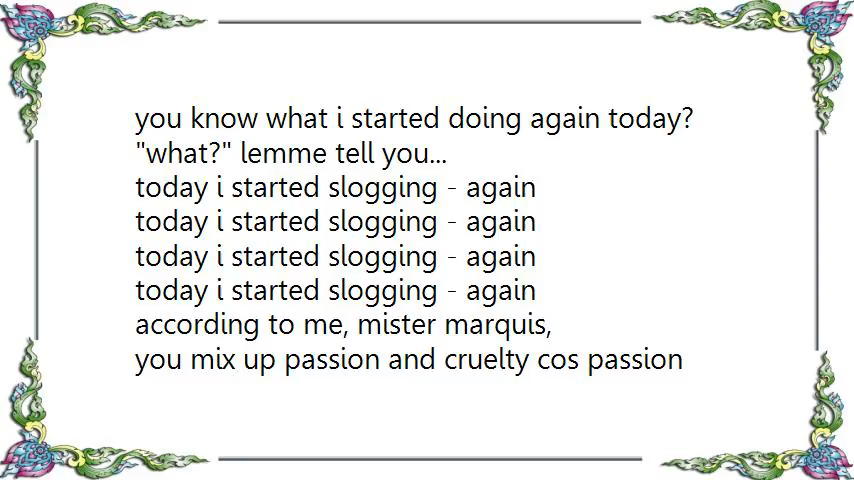 you know what i started doing again today?
"what?" lemme tell you...
today i started slogging - again
today i started slogging - again
today i started slogging - again
today i started slogging - again
according to me, mister marquis,
you mix up passion and cruelty cos passion